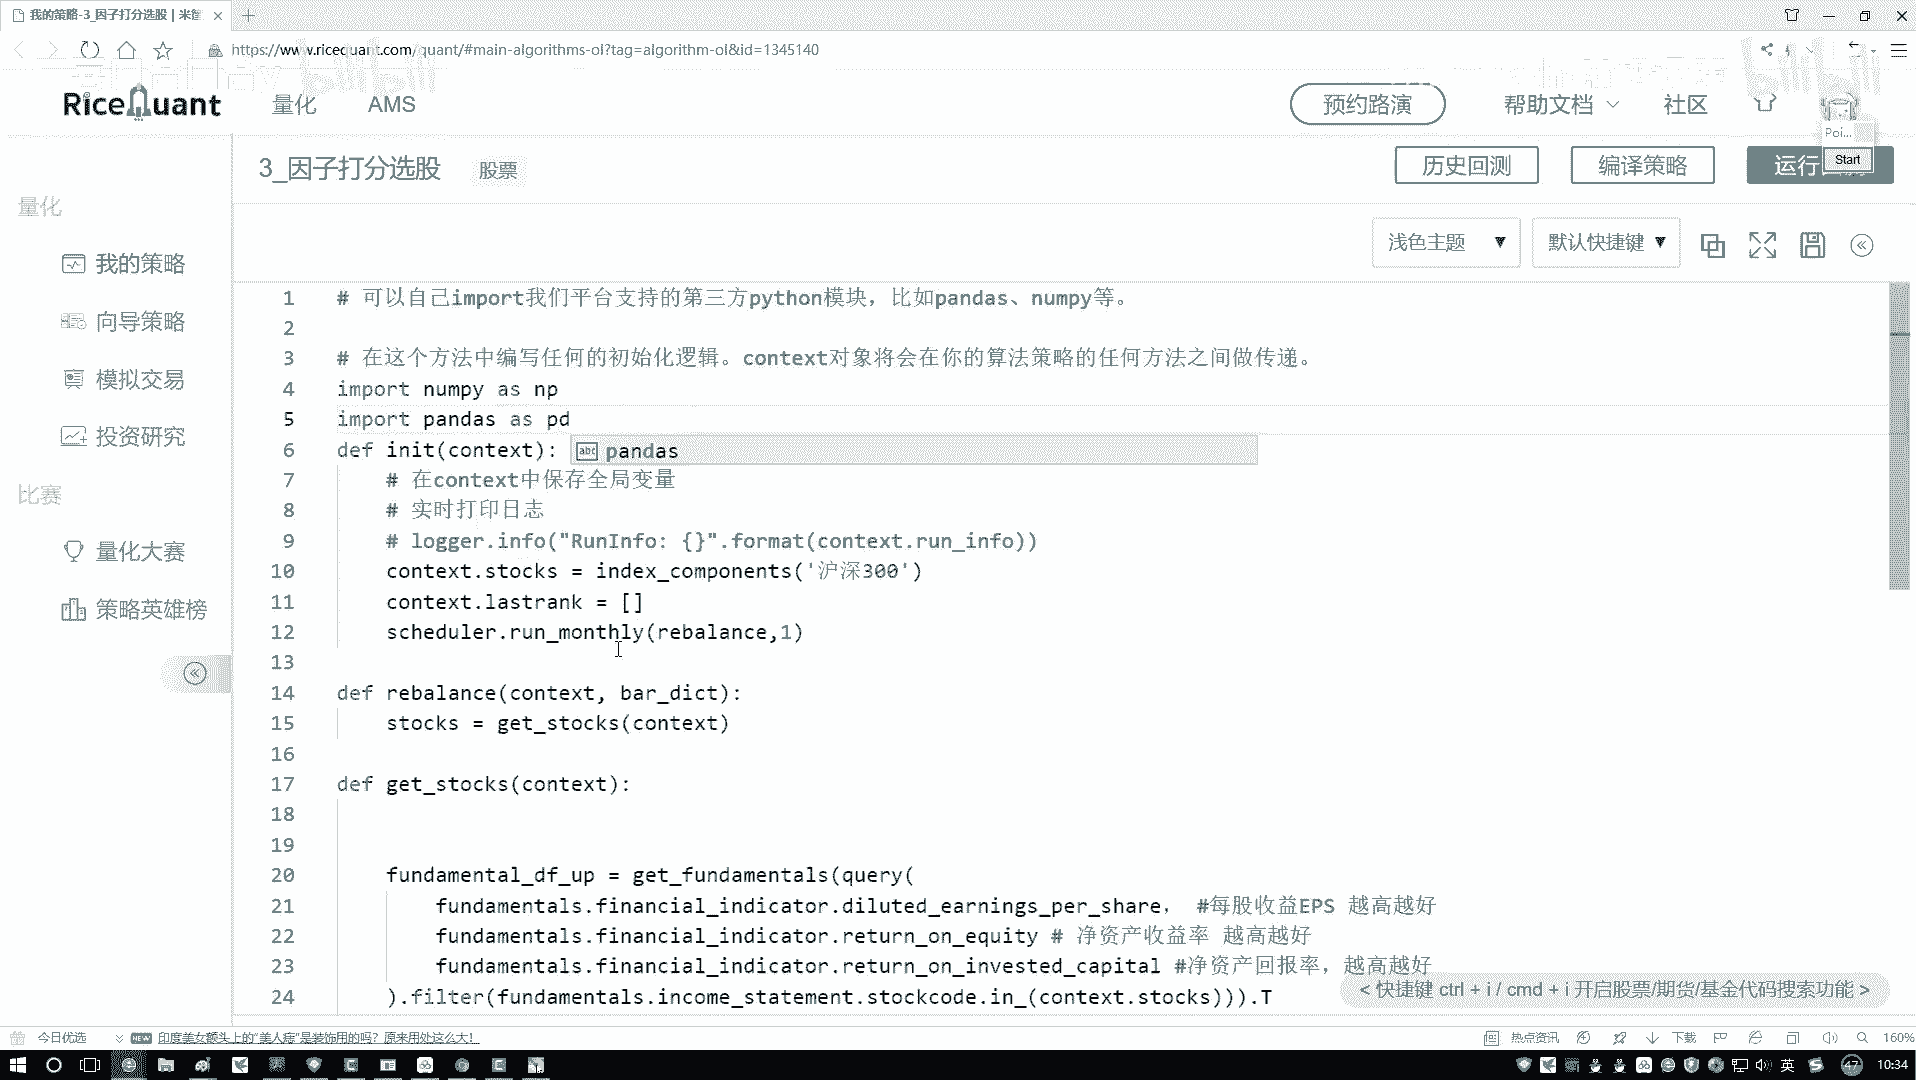 我的策略-3_因子打分选股 | 米
https://www.ricequant.com/quant/#main-algorithms-ol?tag=algorithm-ol&id=1345140
RiceQuant
量化
AMS
预约路演
帮助文档
社区
Poi...
Start
3_因子打分选股
股票
历史回测
编译策略
运行
量化
我的策略
向导策略
模拟交易
投资研究
比赛
量化大赛
策略英雄榜
浅色主题
默认快捷键
1 # 可以自己import我们平台支持的第三方python模块，比如pandas、numpy等。
2
3 # 在这个方法中编写任何的初始化逻辑。context对象将会在你的算法策略的任何方法之间做传递。
4 import numpy as np
5 import pandas as pd
6 def init(context):
abc pandas
7 # 在context中保存全局变量
8 # 实时打印日志
9 # logger.info("RunInfo: {}".format(context.run_info))
10 context.stocks = index_components('沪深300')
11 context.lastrank = []
12 scheduler.run_monthly(rebalance,1)
13
14 def rebalance(context, bar_dict):
15 stocks = get_stocks(context)
16
17 def get_stocks(context):
18
19
20 fundamental_df_up = get_fundamentals(query(
21 fundamentals.financial_indicator.diluted_earnings_per_share， #每股收益EPS 越高越好
22 fundamentals.financial_indicator.return_on_equity # 净资产收益率 越高越好
23 fundamentals.financial_indicator.return_on_invested_capital #净资产回报率，越高越好
24 ).filter(fundamentals.income_statement.stockcode.in_(context.stocks))).T
< 快捷键 ctrl + i / cmd + i 开启股票/期货/基金代码搜索功能 >
今日优选
NEW
印度美女额头上的"美人痣"是装饰用的吗？原来用处这么大！
热点资讯
下载
160%
英
47
10:34